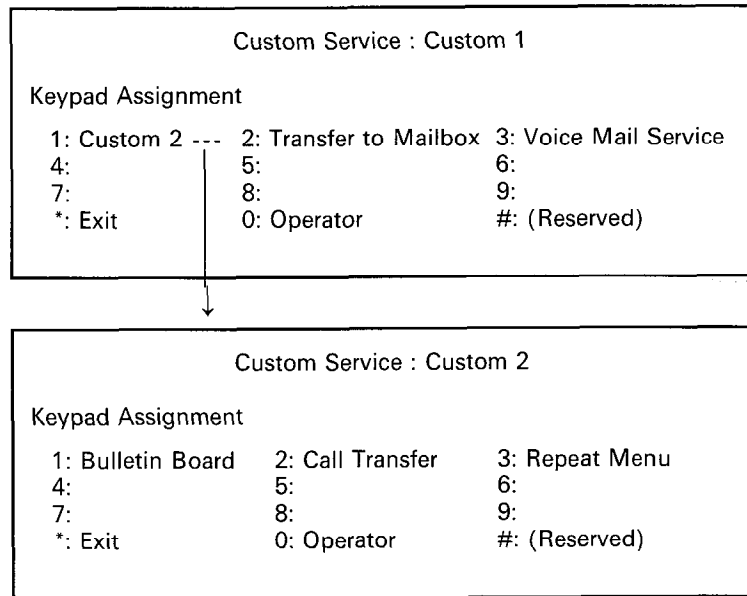 Custom Service : Custom 1
Keypad Assignment
1: Custom 2 --- 2: Transfer to Mailbox 3: Voice Mail Service
4: 5: 6:
7: 8: 9:
*: Exit 0: Operator #: (Reserved)
Custom Service : Custom 2
Keypad Assignment
1: Bulletin Board 2: Call Transfer 3: Repeat Menu
4: 5: 6:
7: 8: 9:
*: Exit 0: Operator #: (Reserved)